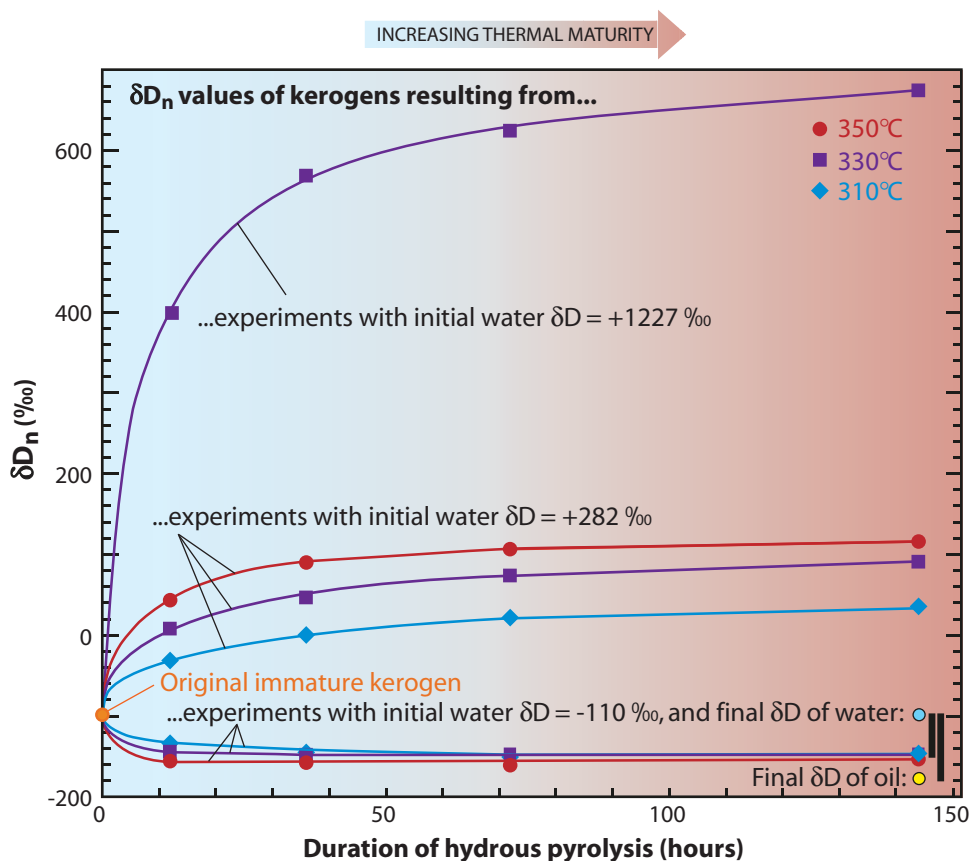 INCREASING THERMAL MATURITY
δDn values of kerogens resulting from...
350°C
330°C
310°C
...experiments with initial water δD = +1227 ‰
...experiments with initial water δD = +282 ‰
Original immature kerogen
...experiments with initial water δD = -110 ‰, and final δD of water:
Final δD of oil:
δDn (‰)
600
400
200
0
-200
0
50
100
150
Duration of hydrous pyrolysis (hours)